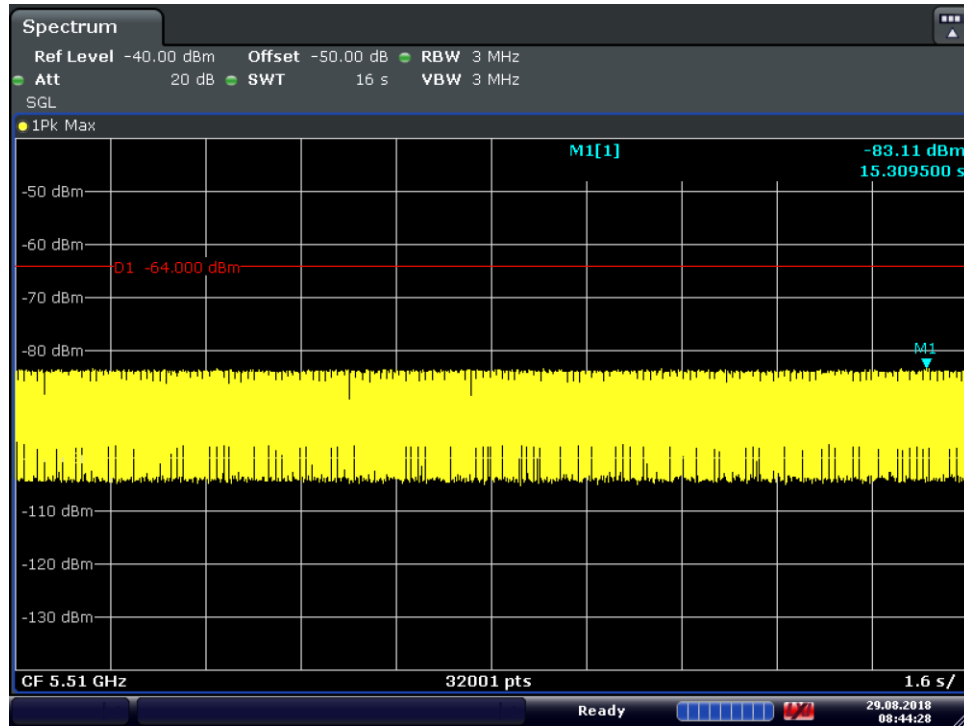 Spectrum
Ref Level -40.00 dBm Offset -50.00 dB RBW 3 MHz
Att 20 dB SWT 16 s VBW 3 MHz
SGL
1Pk Max
M1[1] -83.11 dBm
15.309500 s
-50 dBm
-60 dBm
D1 -64.000 dBm
-70 dBm
-80 dBm
M1
-110 dBm
-120 dBm
-130 dBm
CF 5.51 GHz 32001 pts 1.6 s/
Ready 29.08.2018
08:44:28